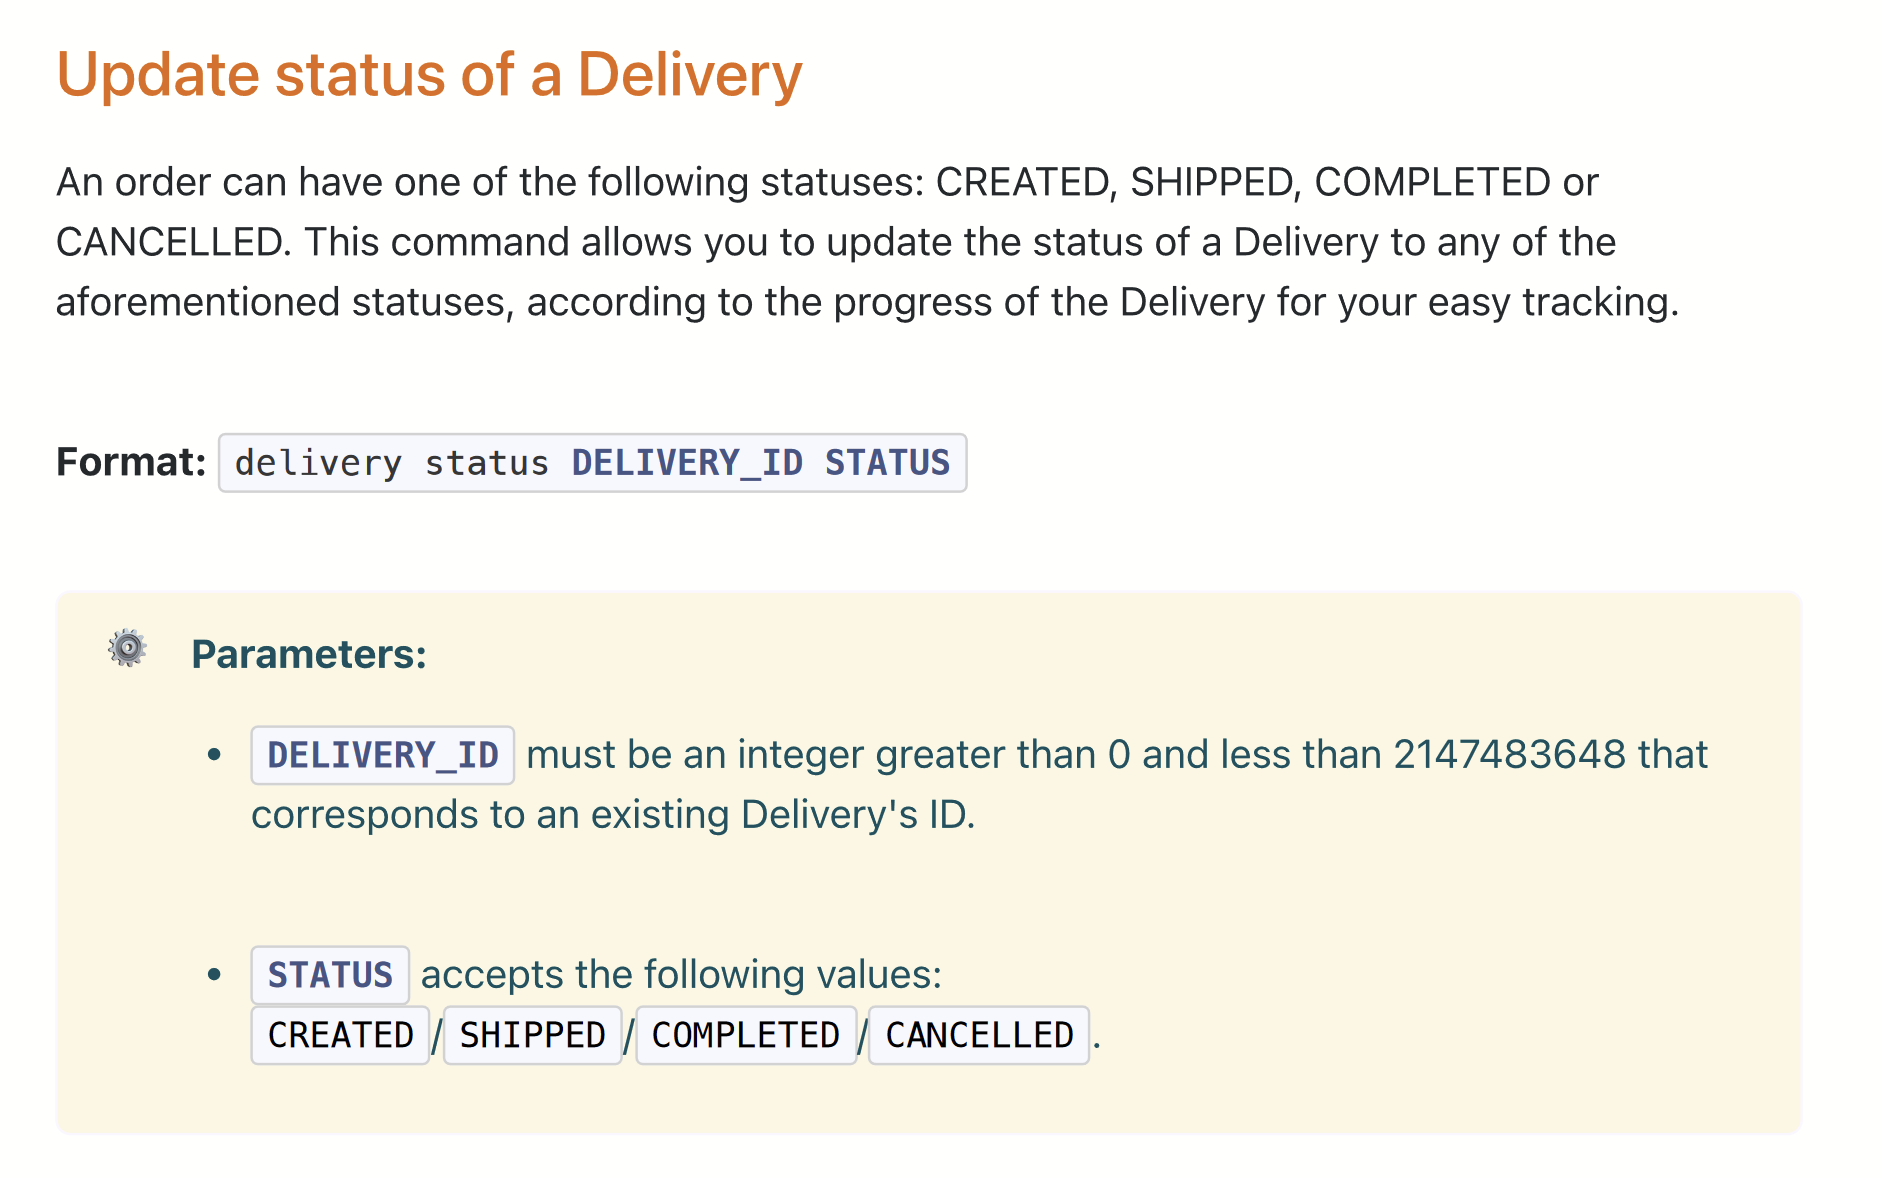 Update status of a Delivery
An order can have one of the following statuses: CREATED, SHIPPED, COMPLETED or
CANCELLED. This command allows you to update the status of a Delivery to any of the
aforementioned statuses, according to the progress of the Delivery for your easy tracking.
Format: delivery status DELIVERY_ID STATUS
Parameters:
• DELIVERY_ID must be an integer greater than 0 and less than 2147483648 that
corresponds to an existing Delivery's ID.
• STATUS accepts the following values:
CREATED/SHIPPED/COMPLETED/CANCELLED.